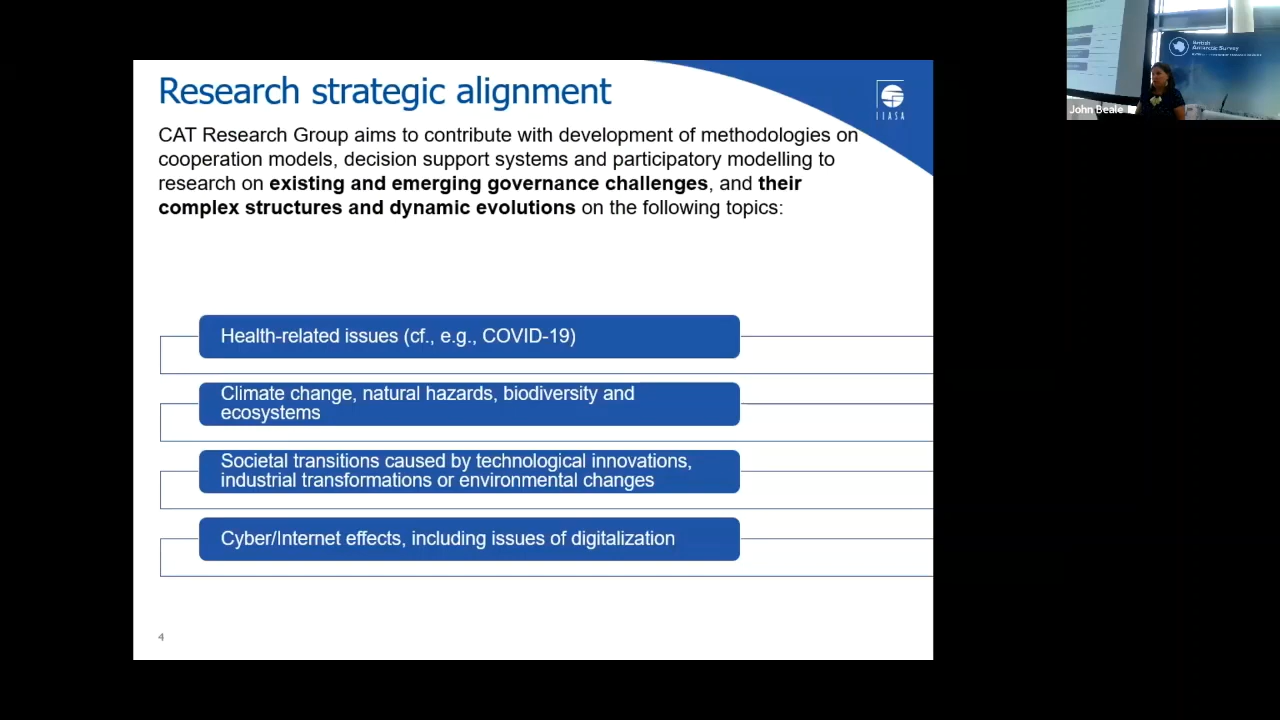 Research strategic alignment
IIASA
CAT Research Group aims to contribute with development of methodologies on
cooperation models, decision support systems and participatory modelling to
research on existing and emerging governance challenges, and their
complex structures and dynamic evolutions on the following topics:
Health-related issues (cf., e.g., COVID-19)
Climate change, natural hazards, biodiversity and
ecosystems
Societal transitions caused by technological innovations,
industrial transformations or environmental changes
Cyber/Internet effects, including issues of digitalization
4
British
Antarctic Survey
John Beale